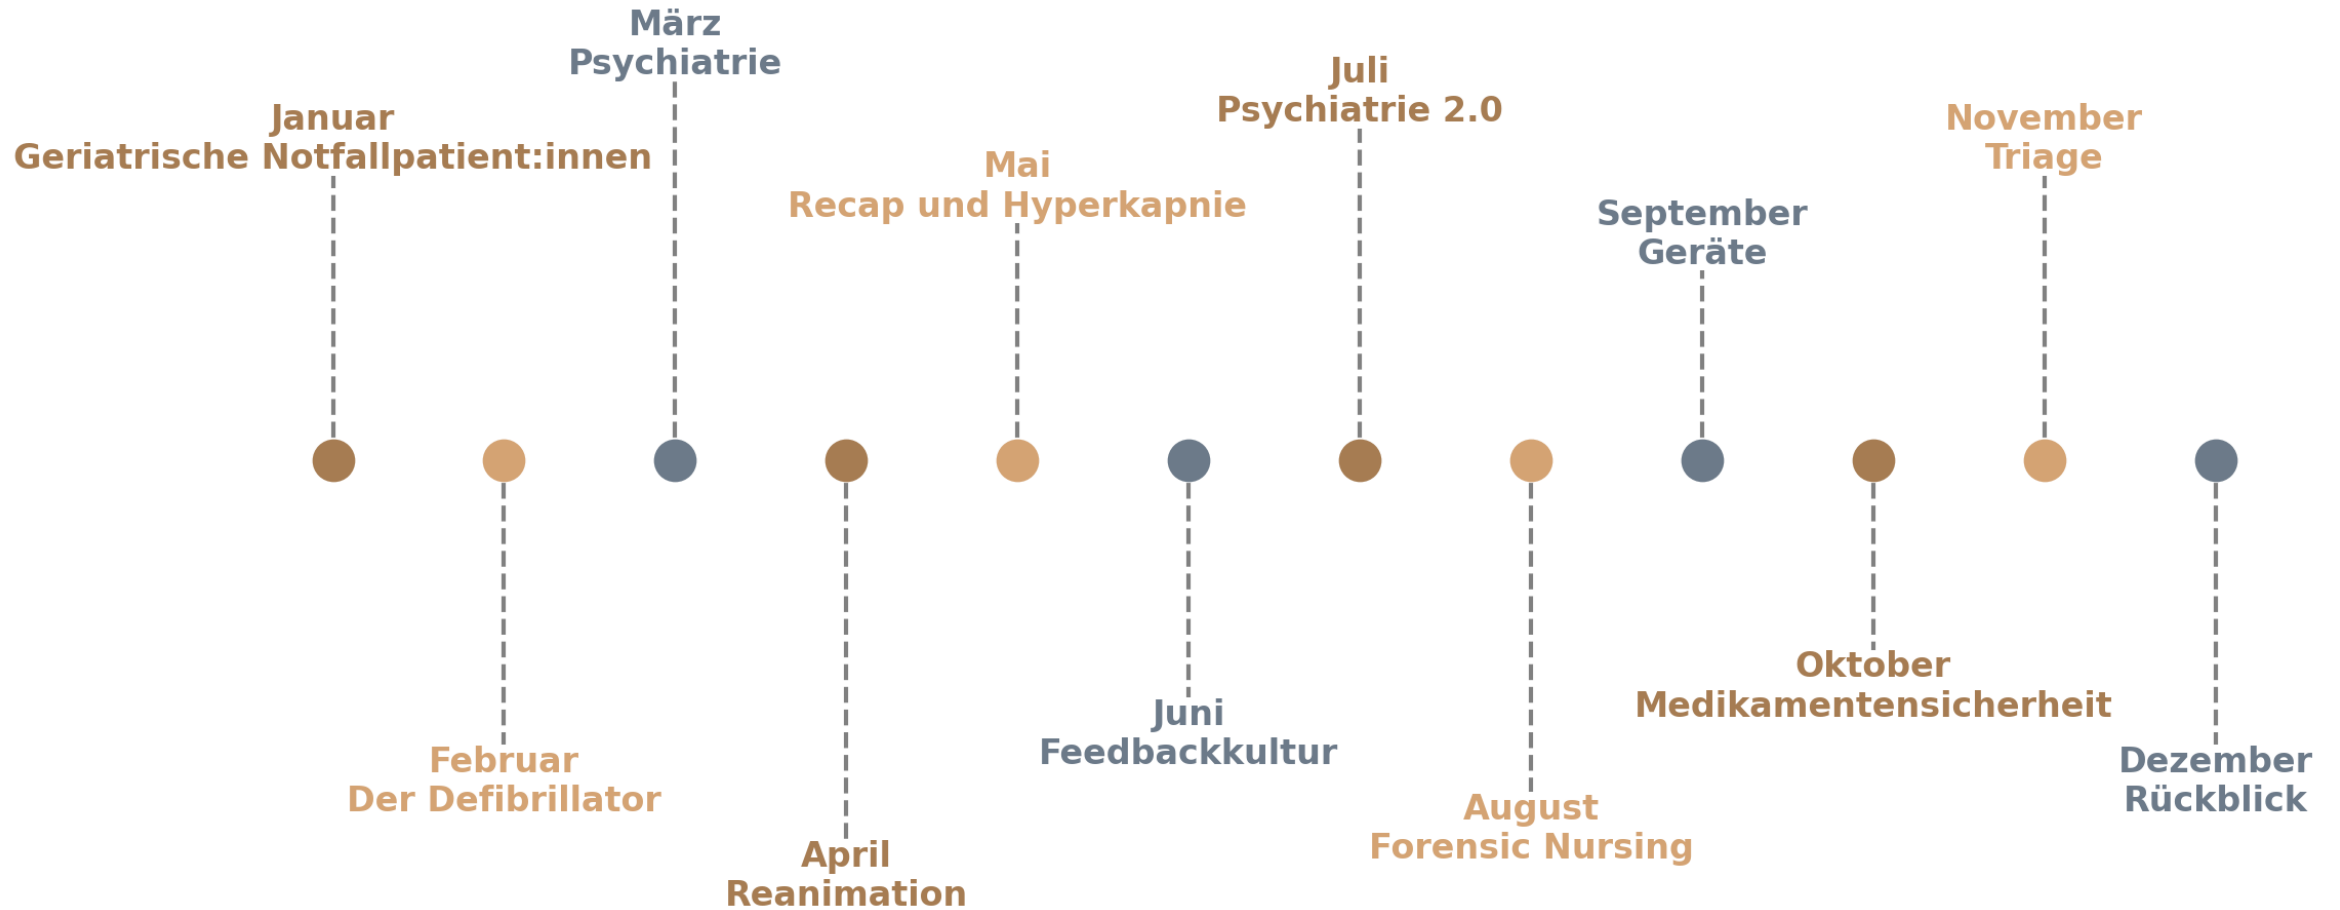 Januar
Geriatrische Notfallpatient:innen
Februar
Der Defibrillator
März
Psychiatrie
April
Reanimation
Mai
Recap und Hyperkapnie
Juni
Feedbackkultur
Juli
Psychiatrie 2.0
August
Forensic Nursing
September
Geräte
Oktober
Medikamentensicherheit
November
Triage
Dezember
Rückblick